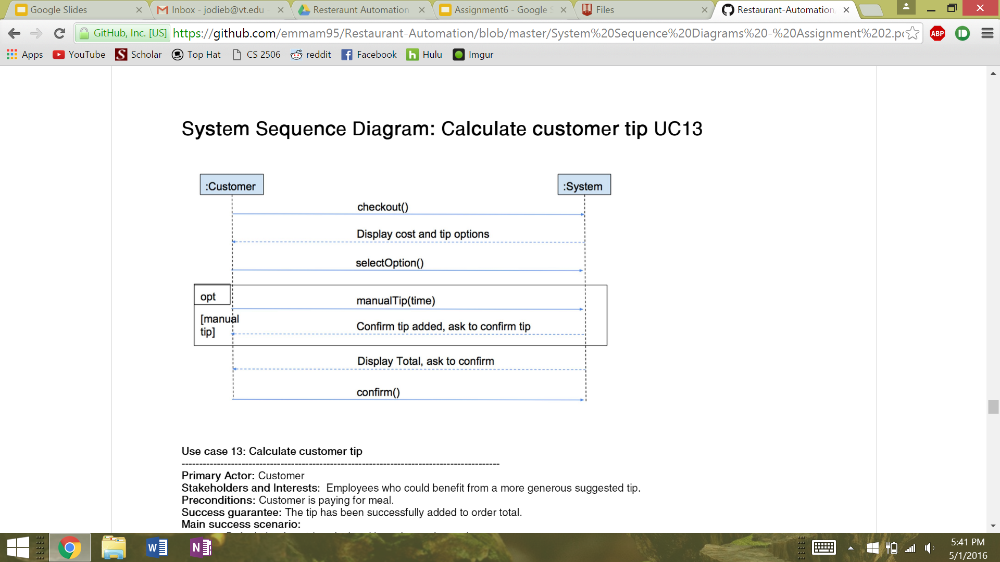 Google Slides
Inbox - jodieb@vt.edu
Resteraunt Automation
Assignment6 - Google S
Files
Restaurant-Automation
GitHub, Inc. [US] https://github.com/emmam95/Restaurant-Automation/blob/master/System%20Sequence%20Diagrams%20-%20Assignment%202.pd
ABP
Apps YouTube Scholar Top Hat CS 2506 reddit Facebook Hulu Imgur
System Sequence Diagram: Calculate customer tip UC13
:Customer
:System
checkout()
Display cost and tip options
selectOption()
opt
manualTip(time)
[manual
tip]
Confirm tip added, ask to confirm tip
Display Total, ask to confirm
confirm()
Use case 13: Calculate customer tip
------------------------------------------------------------------------------------------
Primary Actor: Customer
Stakeholders and Interests:  Employees who could benefit from a more generous suggested tip.
Preconditions: Customer is paying for meal.
Success guarantee: The tip has been successfully added to order total.
Main success scenario:
5:41 PM
5/1/2016